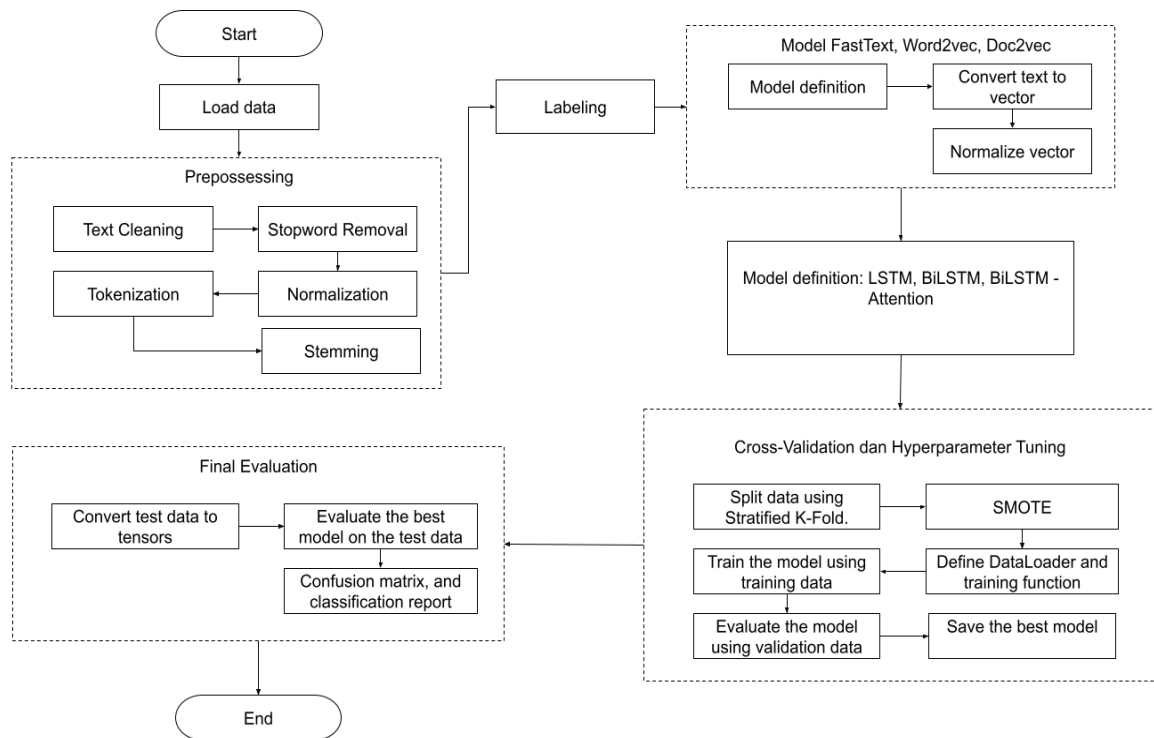 Start
Load data
Prepossessing
Text Cleaning
Stopword Removal
Tokenization
Normalization
Stemming
Labeling
Model FastText, Word2vec, Doc2vec
Model definition
Convert text to
vector
Normalize vector
Model definition: LSTM, BiLSTM, BiLSTM -
Attention
Cross-Validation dan Hyperparameter Tuning
Split data using
Stratified K-Fold.
SMOTE
Train the model using
training data
Define DataLoader and
training function
Evaluate the model
using validation data
Save the best model
Final Evaluation
Convert test data to
tensors
Evaluate the best
model on the test data
Confusion matrix, and
classification report
End